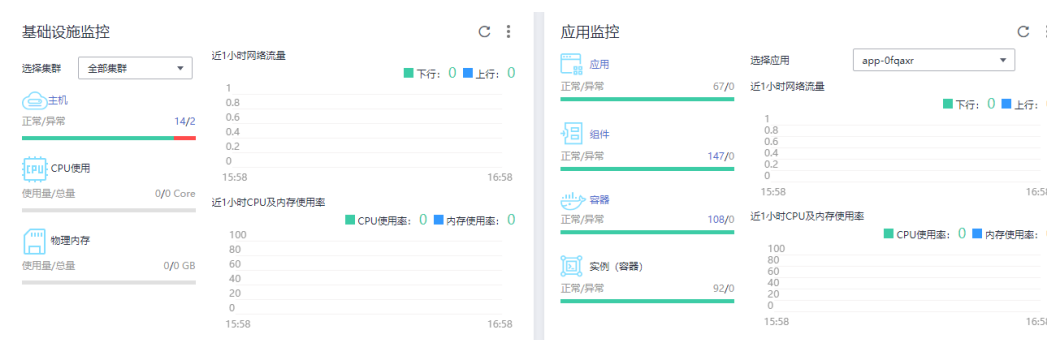 基础设施监控
选择集群 全部集群
主机
正常/异常 14/2
CPU
CPU使用
使用量/总量 0/0 Core
物理内存
使用量/总量 0/0 GB
近1小时网络流量
下行: 0 上行: 0
1
0.8
0.6
0.4
0.2
0
15:58 16:58
近1小时CPU及内存使用率
CPU使用率: 0 内存使用率: 0
100
80
60
40
20
0
15:58 16:58
应用监控
应用
正常/异常 67/0
组件
正常/异常 147/0
容器
正常/异常 108/0
实例（容器）
正常/异常 92/0
选择应用 app-0fqaxr
近1小时网络流量
下行: 0 上行:
1
0.8
0.6
0.4
0.2
0
15:58 16:58
近1小时CPU及内存使用率
CPU使用率: 0 内存使用率:
100
80
60
40
20
0
15:58 16:58